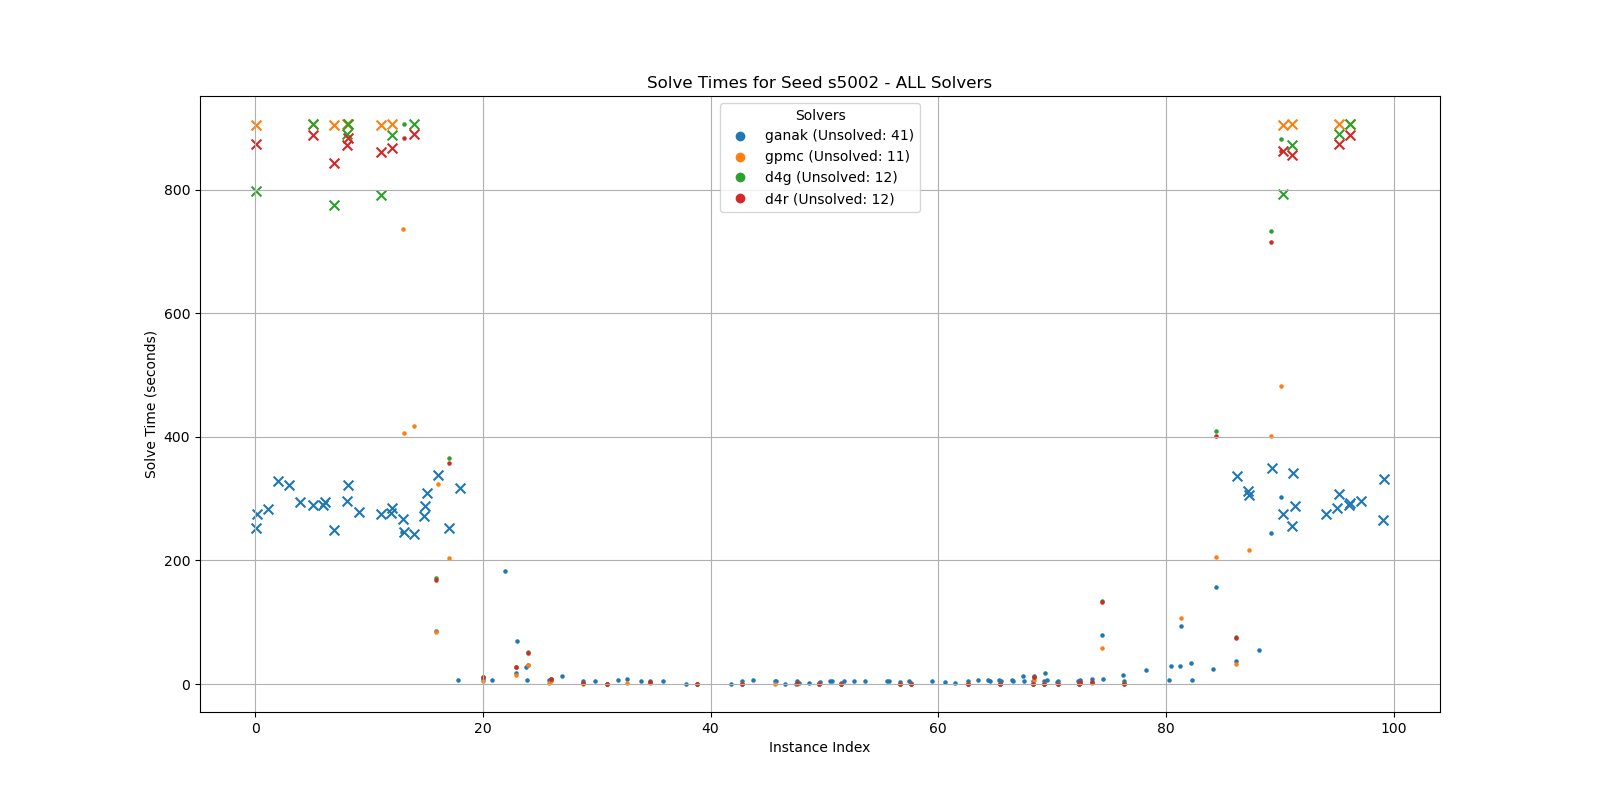 Solve Times for Seed s5002 - ALL Solvers
Solvers
ganak (Unsolved: 41)
gpmc (Unsolved: 11)
d4g (Unsolved: 12)
d4r (Unsolved: 12)
Solve Time (seconds)
800
600
400
200
0
0 20 40 60 80 100
Instance Index